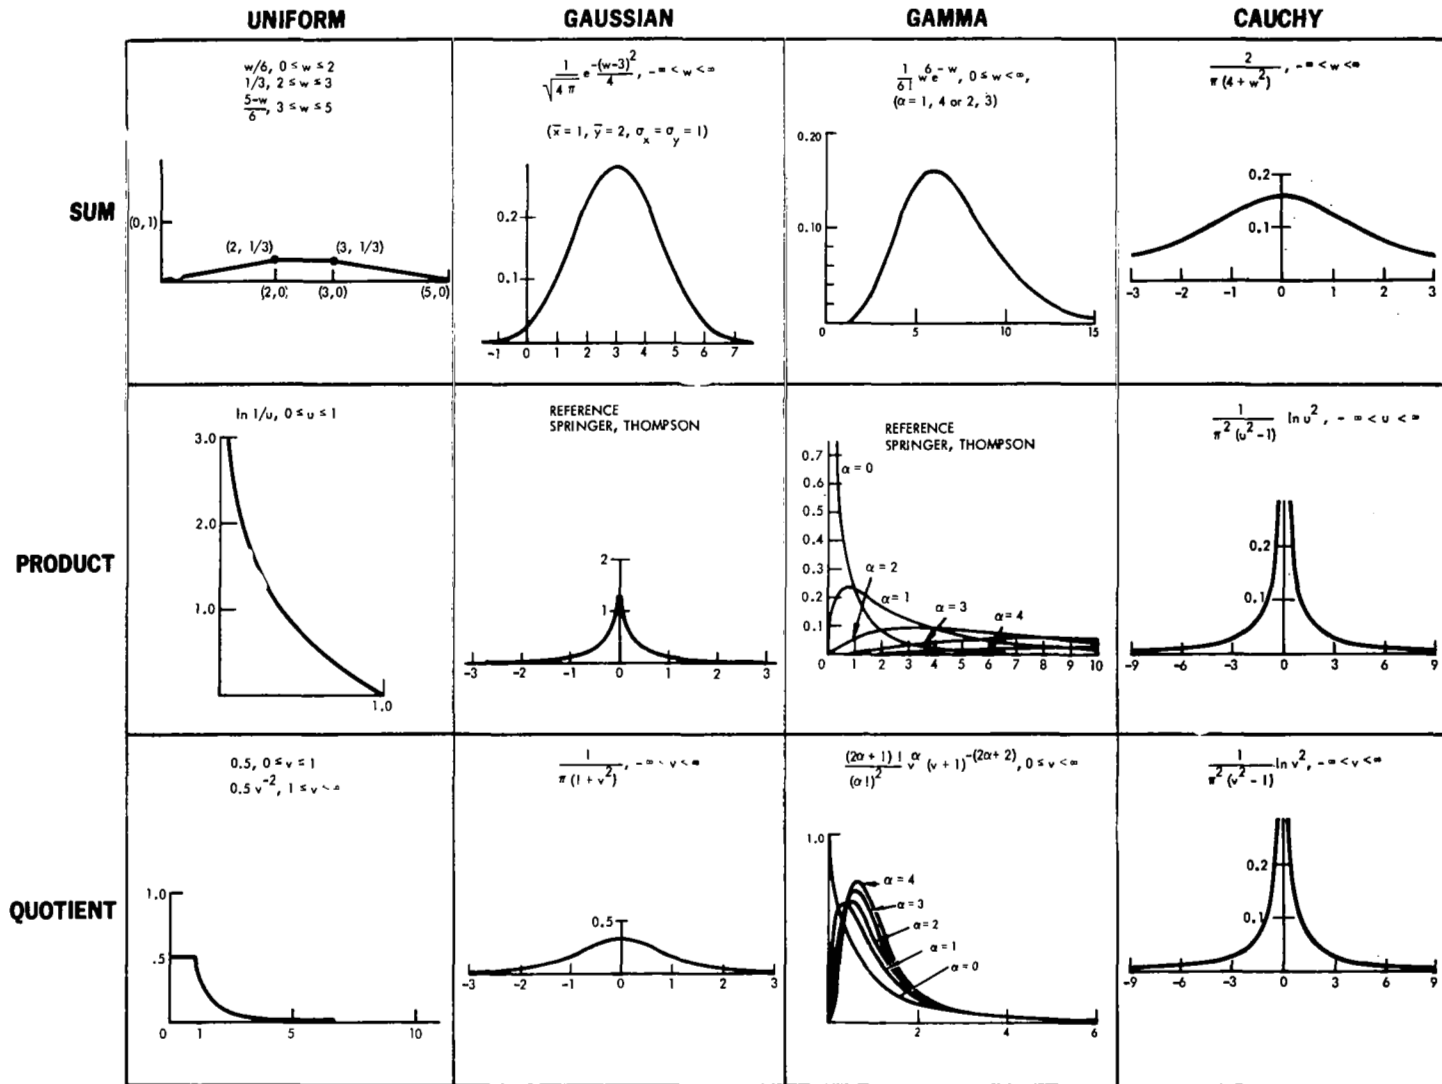 UNIFORM GAUSSIAN GAMMA CAUCHY
SUM
w/6, 0 ≤ w ≤ 2
1/3, 2 ≤ w ≤ 3
5-w/6, 3 ≤ w ≤ 5
(0,1)
(2, 1/3) (3, 1/3)
(2,0) (3,0) (5,0)
1/√4π e -(w-3)²/4, -∞ < w < ∞
(x̄ = 1, ȳ = 2, σx = σy = 1)
0.2
0.1
-1 0 1 2 3 4 5 6 7
1/6! w⁶e⁻ʷ, 0 ≤ w < ∞,
(α = 1, 4 or 2, 3)
0.20
0.10
0 5 10 15
2/π(4 + w²), -∞ < w < ∞
0.2
0.1
-3 -2 -1 0 1 2 3
PRODUCT
ln 1/u, 0 ≤ u ≤ 1
3.0
2.0
1.0
1.0
REFERENCE
SPRINGER, THOMPSON
2
1
-3 -2 -1 0 1 2 3
REFERENCE
SPRINGER, THOMPSON
0.7
0.6
0.5
0.4
0.3
0.2
0.1
α = 0
α = 2
α = 1
α = 3
α = 4
0 1 2 3 4 5 6 7 8 9 10
1/π²(u²-1) ln u², -∞ < u < ∞
0.2
0.1
-9 -6 -3 0 3 6 9
QUOTIENT
0.5, 0 ≤ v ≤ 1
0.5 v⁻², 1 ≤ v < ∞
1.0
.5
0 1 5 10
1/π(1 + v²), -∞ < v < ∞
0.5
-3 -2 -1 0 1 2 3
(2α + 1)!/(α!)² v^α (v + 1)^-(2α+2), 0 ≤ v < ∞
1.0
α = 4
α = 3
α = 2
α = 1
α = 0
2 4 6
1/π²(v² - 1) ln v², -∞ < v < ∞
0.2
0.1
-9 -6 -3 0 3 6 9